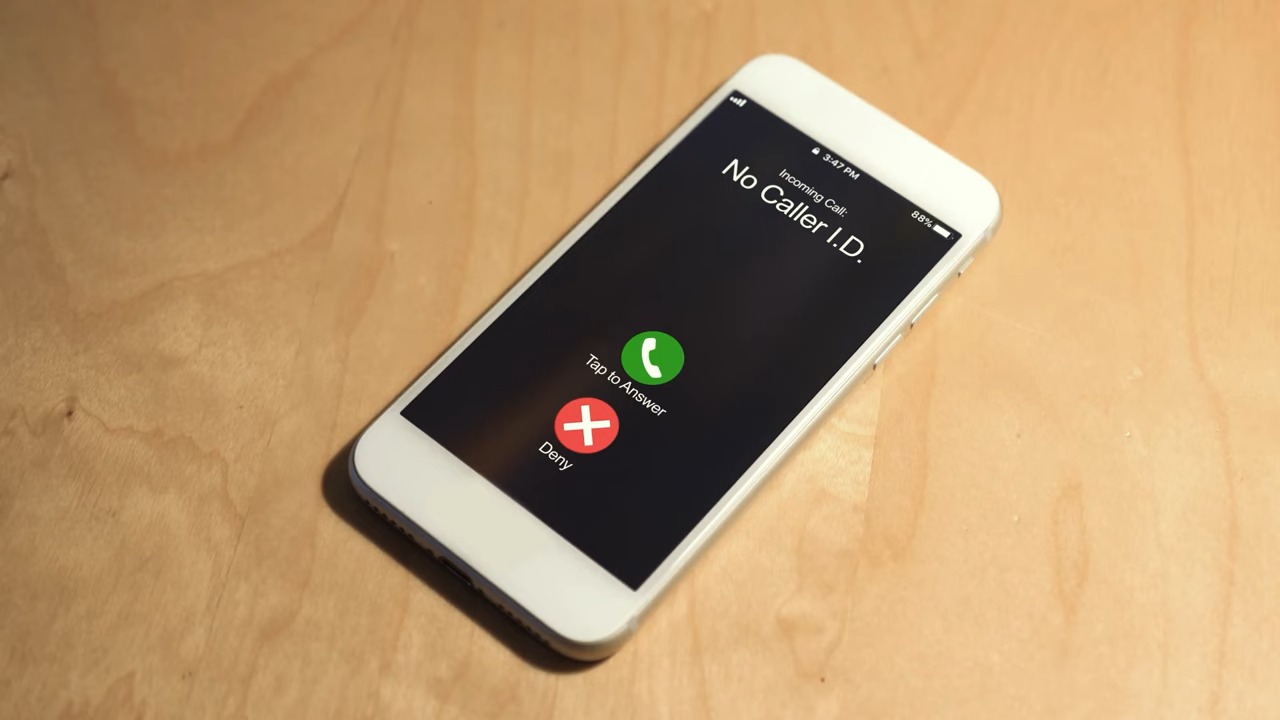 3:47 PM
88%
Incoming Call:
No Caller I.D.
Tap to Answer
Deny